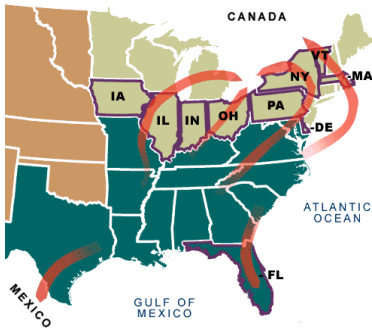 CANADA
VT
NY
-MA
IA
IL
IN
OH
PA
-DE
ATLANTIC
OCEAN
-FL
MEXICO
GULF OF
MEXICO